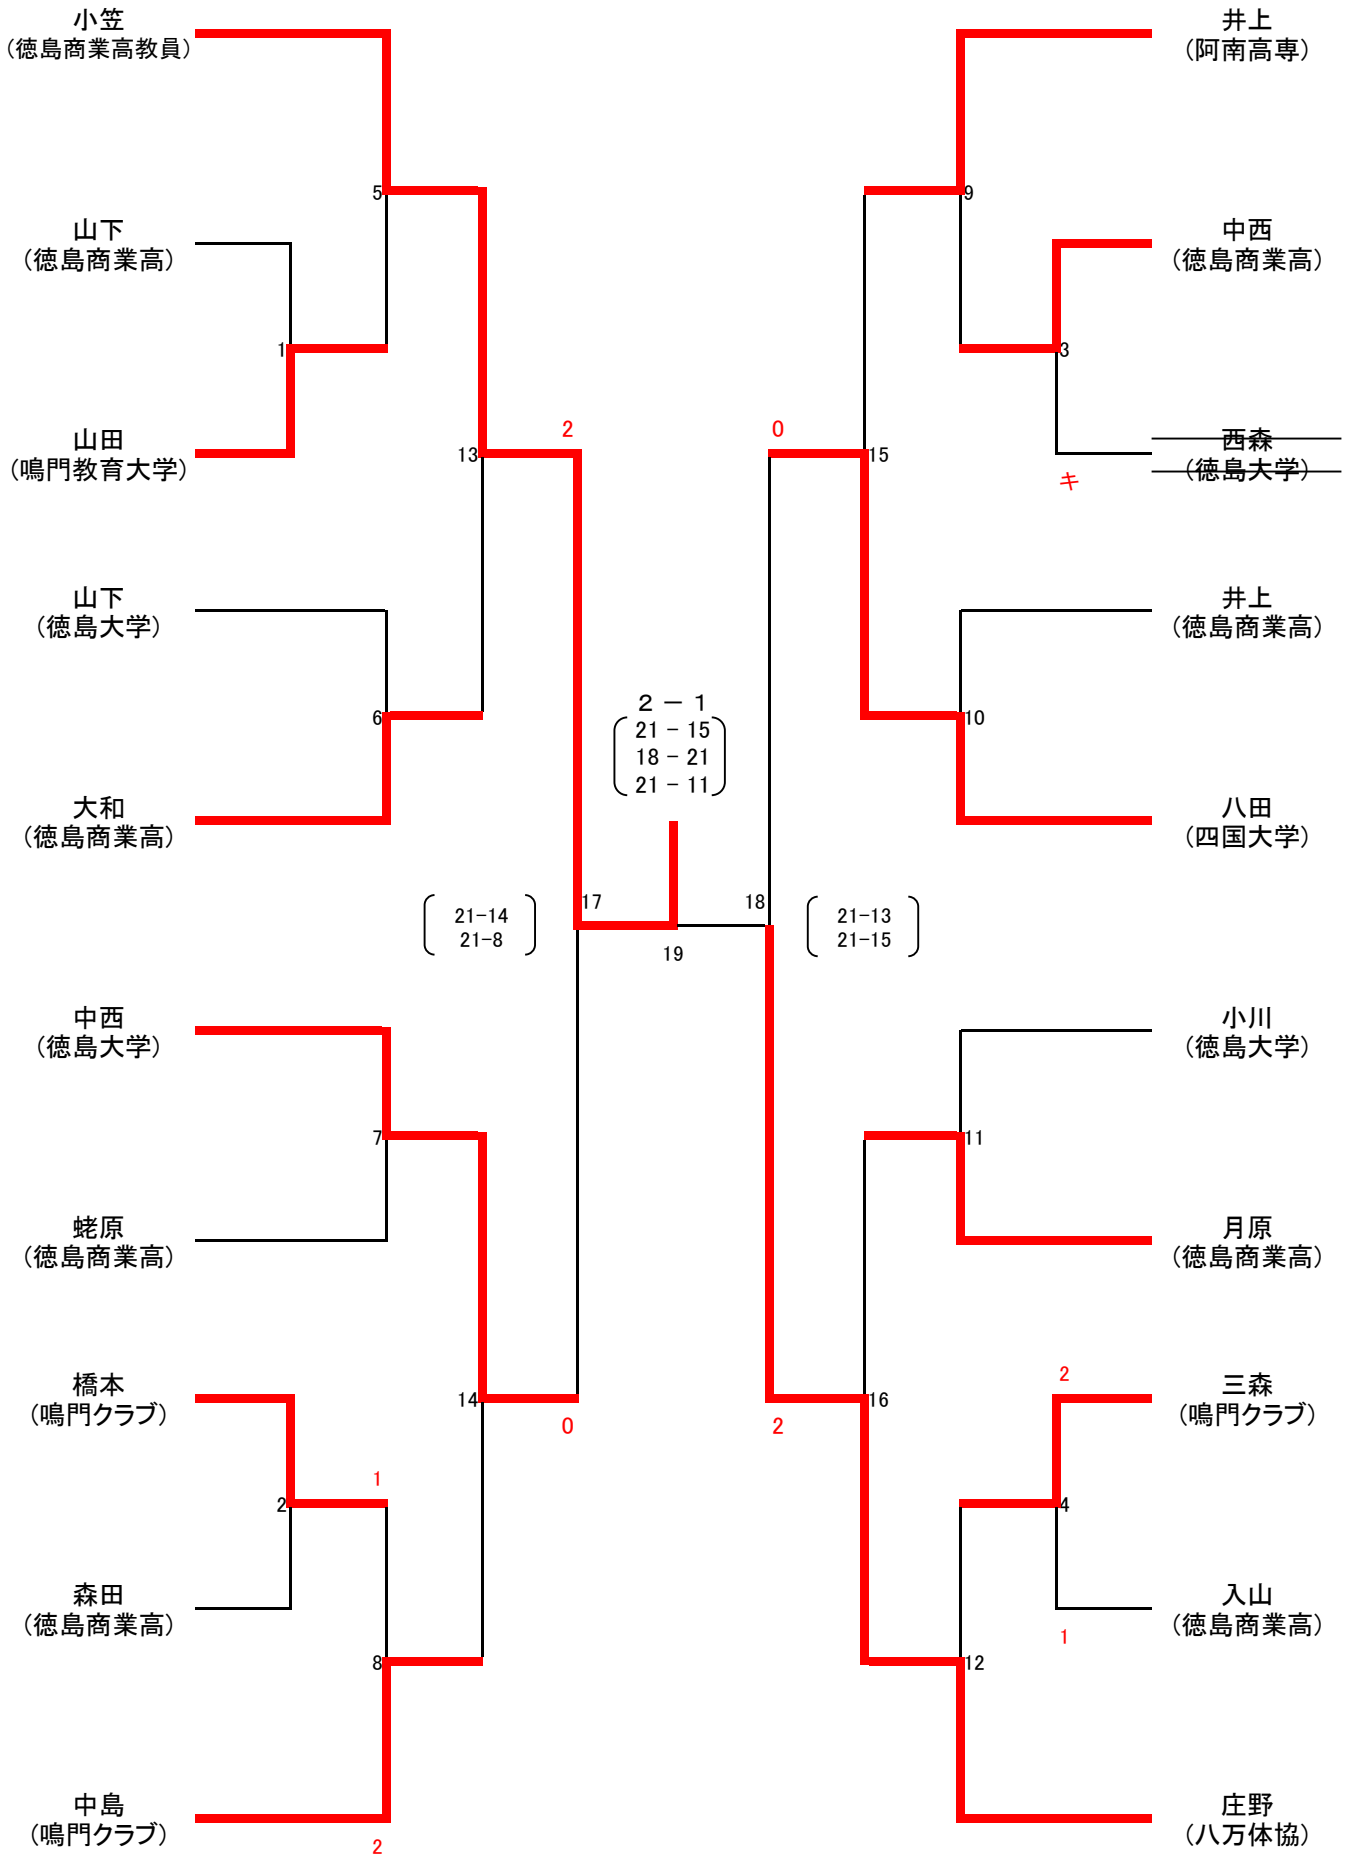 小笠
(徳島商業高教員)
5
山下
(徳島商業高)
1
山田
(鳴門教育大学)
13
2
山下
(徳島大学)
6
大和
(徳島商業高)
21-14
21-8
17
中西
(徳島大学)
7
蛯原
(徳島商業高)
橋本
(鳴門クラブ)
14
0
1
2
森田
(徳島商業高)
8
中島
(鳴門クラブ)
2
2 - 1
21 - 15
18 - 21
21 - 11
19
井上
(阿南高専)
9
中西
(徳島商業高)
3
西森
(徳島大学)
キ
0
15
井上
(徳島商業高)
10
八田
(四国大学)
18
21-13
21-15
小川
(徳島大学)
11
月原
(徳島商業高)
2
三森
(鳴門クラブ)
16
2
4
入山
(徳島商業高)
1
12
庄野
(八万体協)